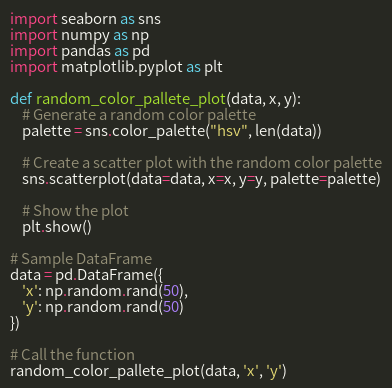 import seaborn as sns
import numpy as np
import pandas as pd
import matplotlib.pyplot as plt

def random_color_pallete_plot(data, x, y):
    # Generate a random color palette
    palette = sns.color_palette("hsv", len(data))

    # Create a scatter plot with the random color palette
    sns.scatterplot(data=data, x=x, y=y, palette=palette)

    # Show the plot
    plt.show()

# Sample DataFrame
data = pd.DataFrame({
    'x': np.random.rand(50),
    'y': np.random.rand(50)
})

# Call the function
random_color_pallete_plot(data, 'x', 'y')